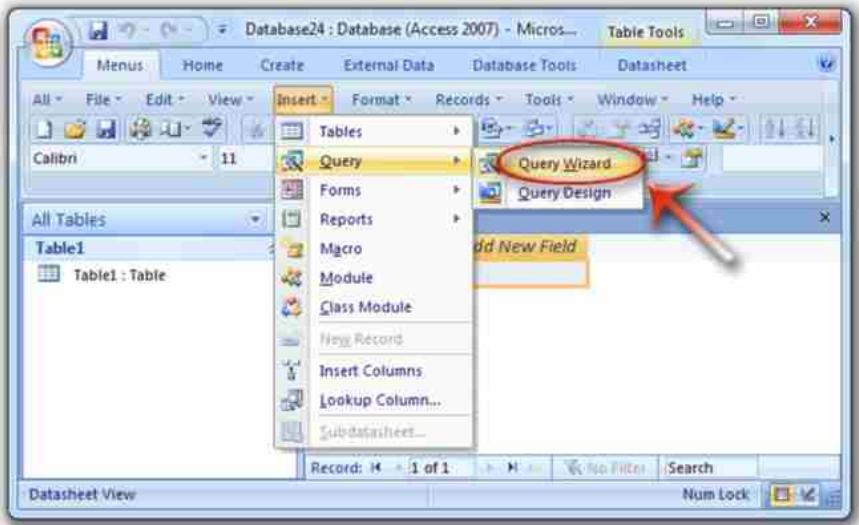 Database24 : Database (Access 2007) - Micros...
Table Tools
Menus Home Create External Data Database Tools Datasheet
All File Edit View Insert Format Records Tools Window Help
Calibri 11
Tables
Query
Forms
Reports
Macro
Module
Class Module
New Record
Insert Columns
Lookup Column...
Subdatasheet...
Query Wizard
Query Design
All Tables
Table1
Table1 : Table
dd New Field
Record: 1 of 1 No Filter Search
Datasheet View Num Lock